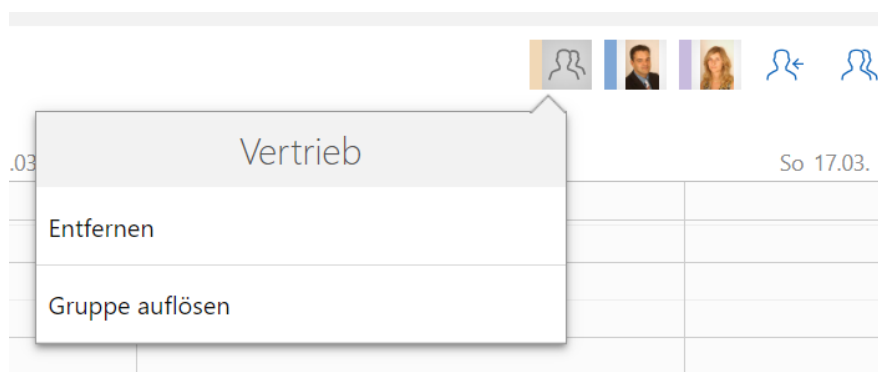 Vertrieb
.03
So 17.03.
Entfernen
Gruppe auflösen